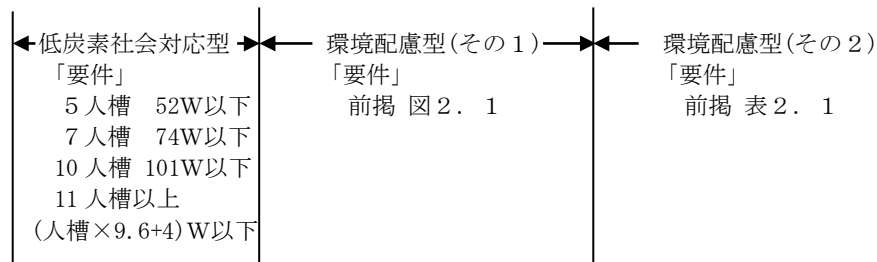 低炭素社会対応型 環境配慮型(その1) 環境配慮型(その2)
「要件」 「要件」 「要件」
5人槽 52W以下 前掲 図2.1 前掲 表2.1
7人槽 74W以下
10人槽 101W以下
11人槽以上
(人槽×9.6+4)W以下